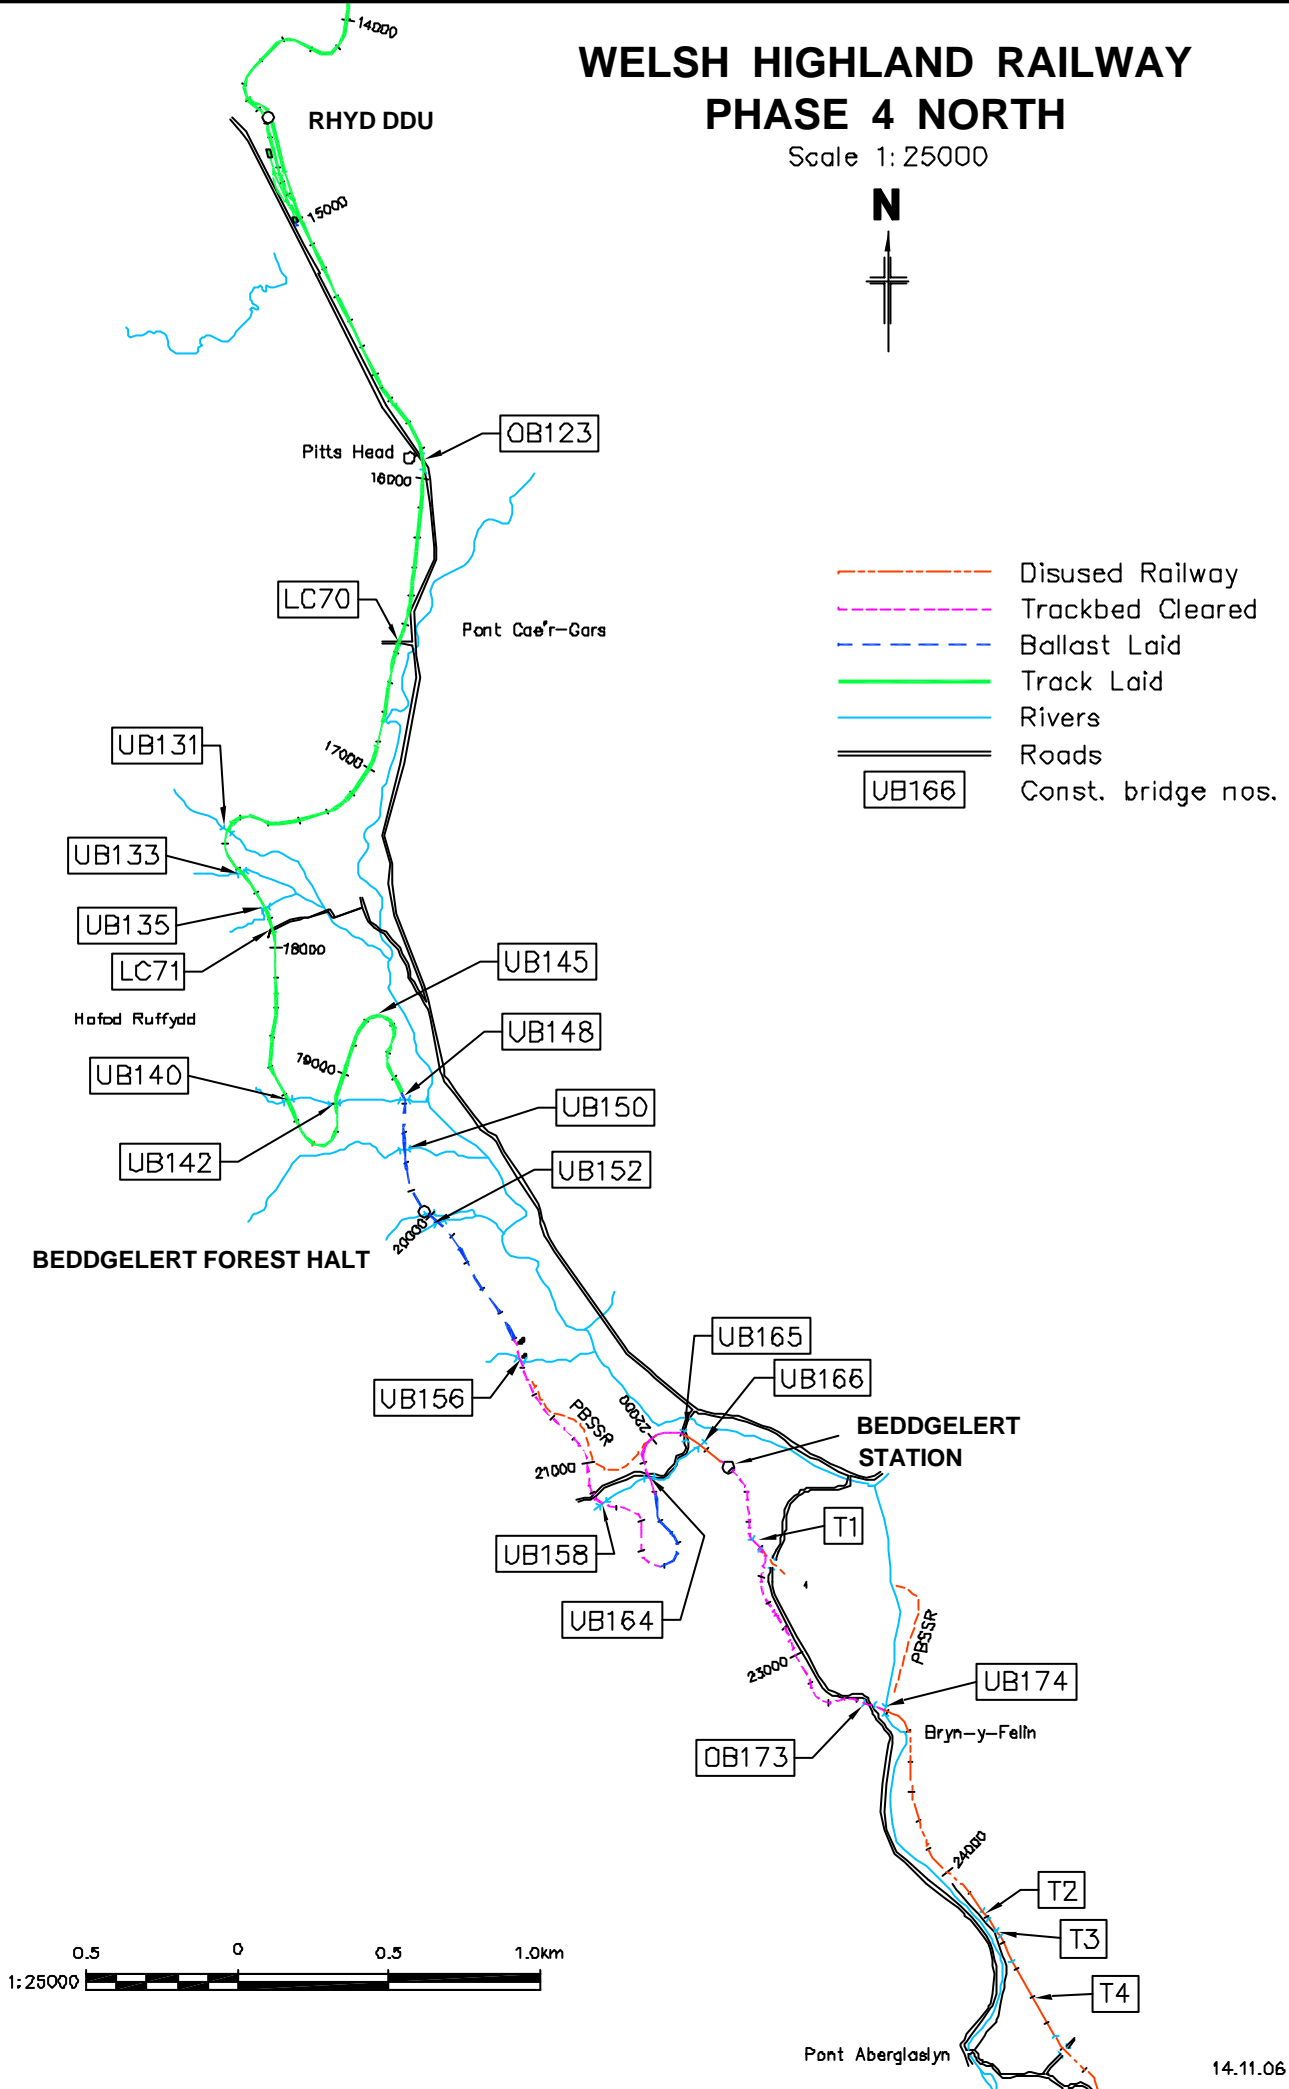 WELSH HIGHLAND RAILWAY
PHASE 4 NORTH
Scale 1:25000
N
14000
RHYD DDU
15000
OB123
Pitts Head
16000
LC70
Pont Cae'r-Gors
Disused Railway
Trackbed Cleared
Ballast Laid
Track Laid
Rivers
Roads
UB166 Const. bridge nos.
UB131
17000
UB133
UB135
LC71
18000
UB145
Hafod Ruffydd
UB148
19000
UB140
UB150
UB142
UB152
20000
BEDDGELERT FOREST HALT
UB165
UB166
UB156
PBSSR
22000
BEDDGELERT
STATION
21000
T1
UB158
UB164
PBSSR
23000
UB174
Bryn-y-Felin
OB173
24000
T2
T3
T4
0.5 0 0.5 1.0km
1:25000
Pont Aberglaslyn
14.11.06